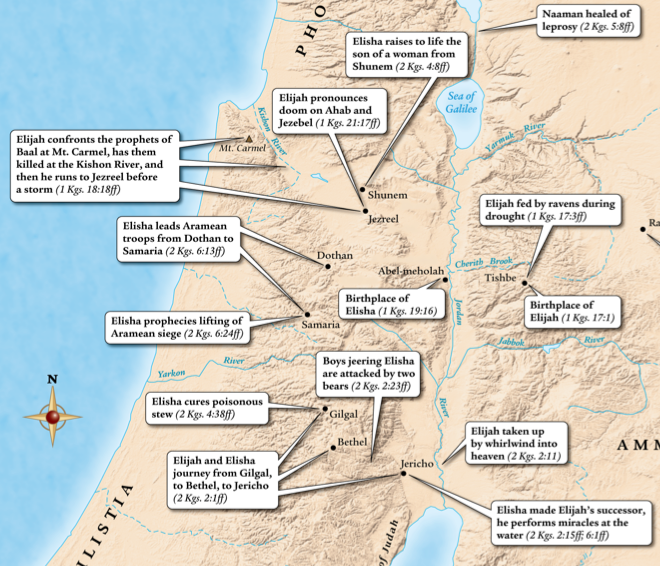 PHO
Naaman healed of
leprosy (2 Kgs. 5:8ff)
Elisha raises to life the
son of a woman from
Shunem (2 Kgs. 4:8ff)
Sea of
Galilee
Elijah pronounces
doom on Ahab and
Jezebel (1 Kgs. 21:17ff)
Kishon River
Mt. Carmel
Yarmuk River
Elijah confronts the prophets of
Baal at Mt. Carmel, has them
killed at the Kishon River, and
then he runs to Jezreel before
a storm (1 Kgs. 18:18ff)
Shunem
Jezreel
Elijah fed by ravens during
drought (1 Kgs. 17:3ff)
Ra
Elisha leads Aramean
troops from Dothan to
Samaria (2 Kgs. 6:13ff)
Dothan
Abel-meholah
Cherith Brook
Tishbe
Birthplace of
Elisha (1 Kgs. 19:16)
Birthplace of
Elijah (1 Kgs. 17:1)
Elisha prophecies lifting of
Aramean siege (2 Kgs. 6:24ff)
Samaria
Jordan
River
Jabbok River
Yarkon River
Boys jeering Elisha
are attacked by two
bears (2 Kgs. 2:23ff)
N
Elisha cures poisonous
stew (2 Kgs. 4:38ff)
Gilgal
Bethel
Elijah taken up
by whirlwind into
heaven (2 Kgs. 2:11)
AMM
Elijah and Elisha
journey from Gilgal,
to Bethel, to Jericho
(2 Kgs. 2:1ff)
Jericho
Elisha made Elijah's successor,
he performs miracles at the
water (2 Kgs. 2:15ff; 6:1ff)
ILISTIA
of Judah